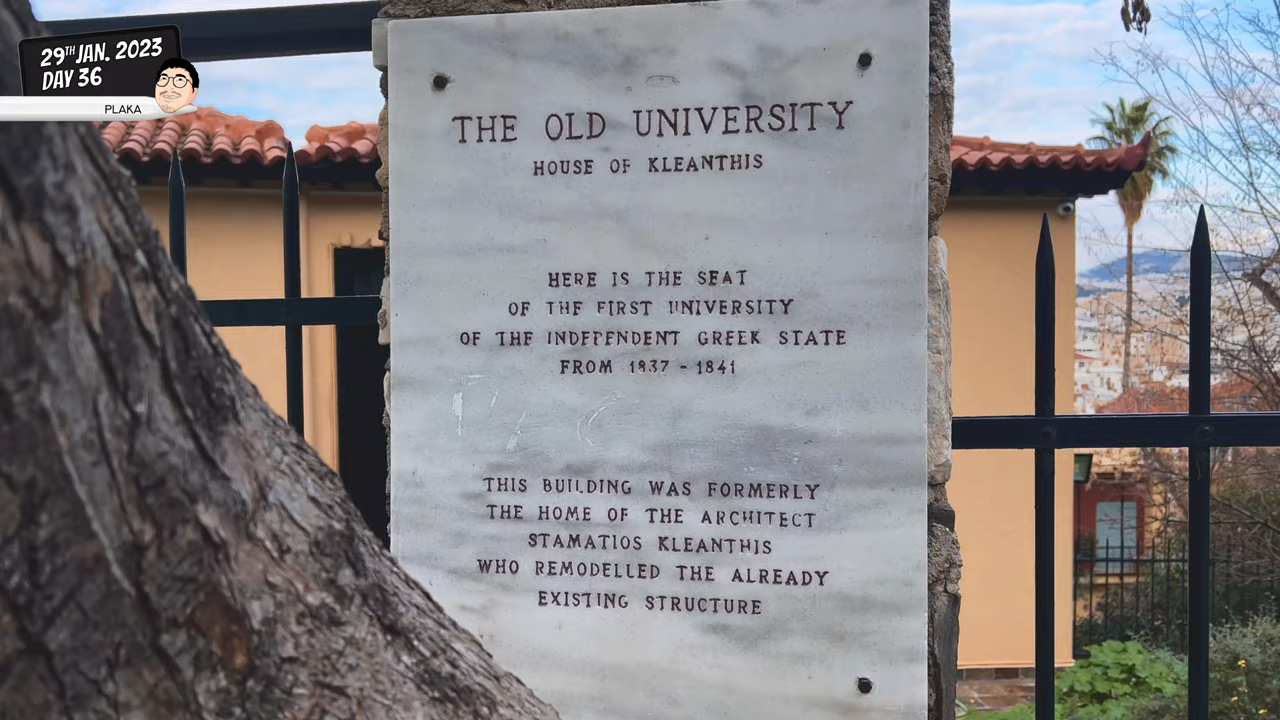 29TH JAN. 2023
DAY 36
PLAKA
THE OLD UNIVERSITY
HOUSE OF KLEANTHIS
HERE IS THE SEAT
OF THE FIRST UNIVERSITY
OF THE INDEPENDENT GREEK STATE
FROM 1837 - 1841
THIS BUILDING WAS FORMERLY
THE HOME OF THE ARCHITECT
STAMATIOS KLEANTHIS
WHO REMODELLED THE ALREADY
EXISTING STRUCTURE